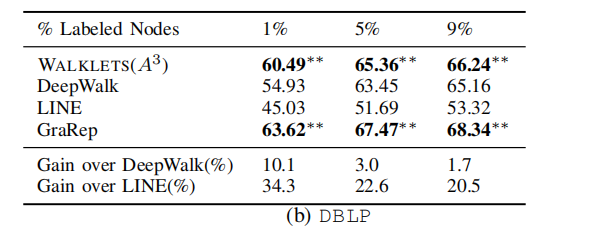 % Labeled Nodes 1% 5% 9%
WALKLETS(A³) 60.49** 65.36** 66.24**
DeepWalk 54.93 63.45 65.16
LINE 45.03 51.69 53.32
GraRep 63.62** 67.47** 68.34**
Gain over DeepWalk(%) 10.1 3.0 1.7
Gain over LINE(%) 34.3 22.6 20.5
(b) DBLP